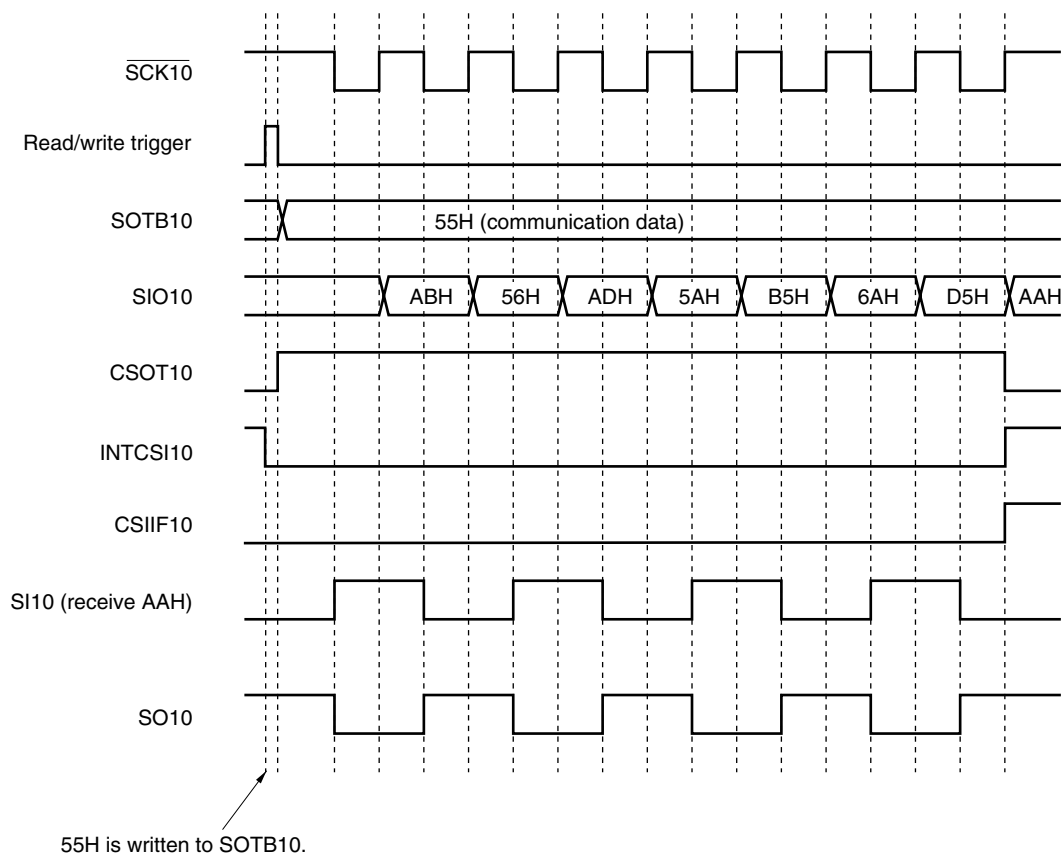 SCK10
Read/write trigger
SOTB10
55H (communication data)
SIO10
ABH 56H ADH 5AH B5H 6AH D5H AAH
CSOT10
INTCSI10
CSIIF10
SI10 (receive AAH)
SO10
55H is written to SOTB10.